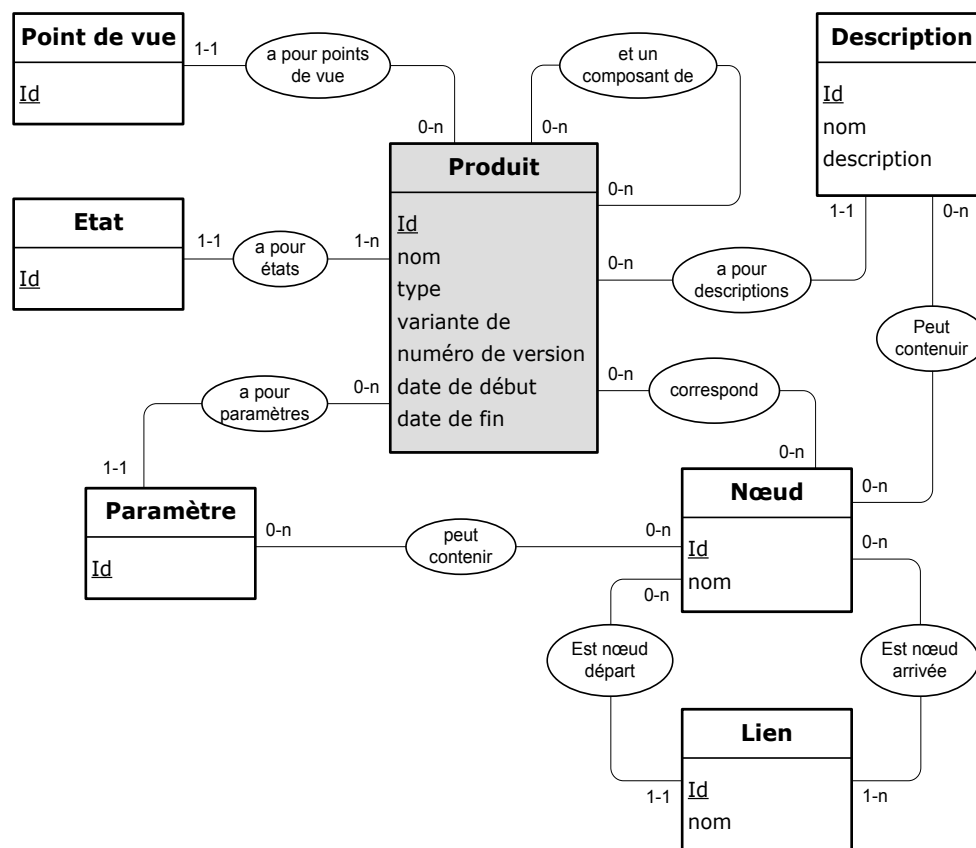 Point de vue
Id
1-1
a pour points
de vue
0-n
et un
composant de
0-n
0-n
Description
Id
nom
description
1-1
0-n
Produit
Id
nom
type
variante de
numéro de version
date de début
date de fin
Etat
Id
1-1
a pour
états
1-n
0-n
a pour
descriptions
Peut
contenuir
0-n
a pour
paramètres
0-n
1-1
0-n
correspond
0-n
Paramètre
Id
0-n
peut
contenir
0-n
Nœud
Id
nom
0-n
0-n
Est nœud
départ
Est nœud
arrivée
Lien
Id
nom
1-1
1-n